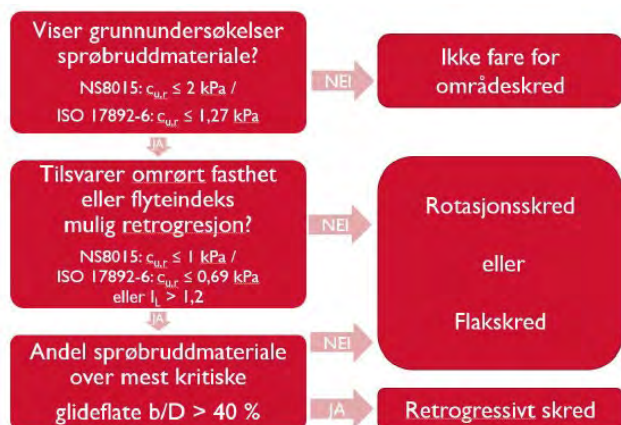 Viser grunnundersøkelser
sprøbruddmateriale?
NS8015: cu,r ≤ 2 kPa /
ISO 17892-6: cu,r ≤ 1,27 kPa
NEI
Ikke fare for
områdeskred
JA
Tilsvarer omrørt fasthet
eller flyteindeks
mulig retrogresjon?
NS8015: cu,r ≤ 1 kPa /
ISO 17892-6: cu,r ≤ 0,69 kPa
eller IL > 1,2
NEI
Rotasjonsskred
eller
Flakskred
JA
Andel sprøbruddmateriale
over mest kritiske
glideflate b/D > 40 %
NEI
JA
Retrogressivt skred